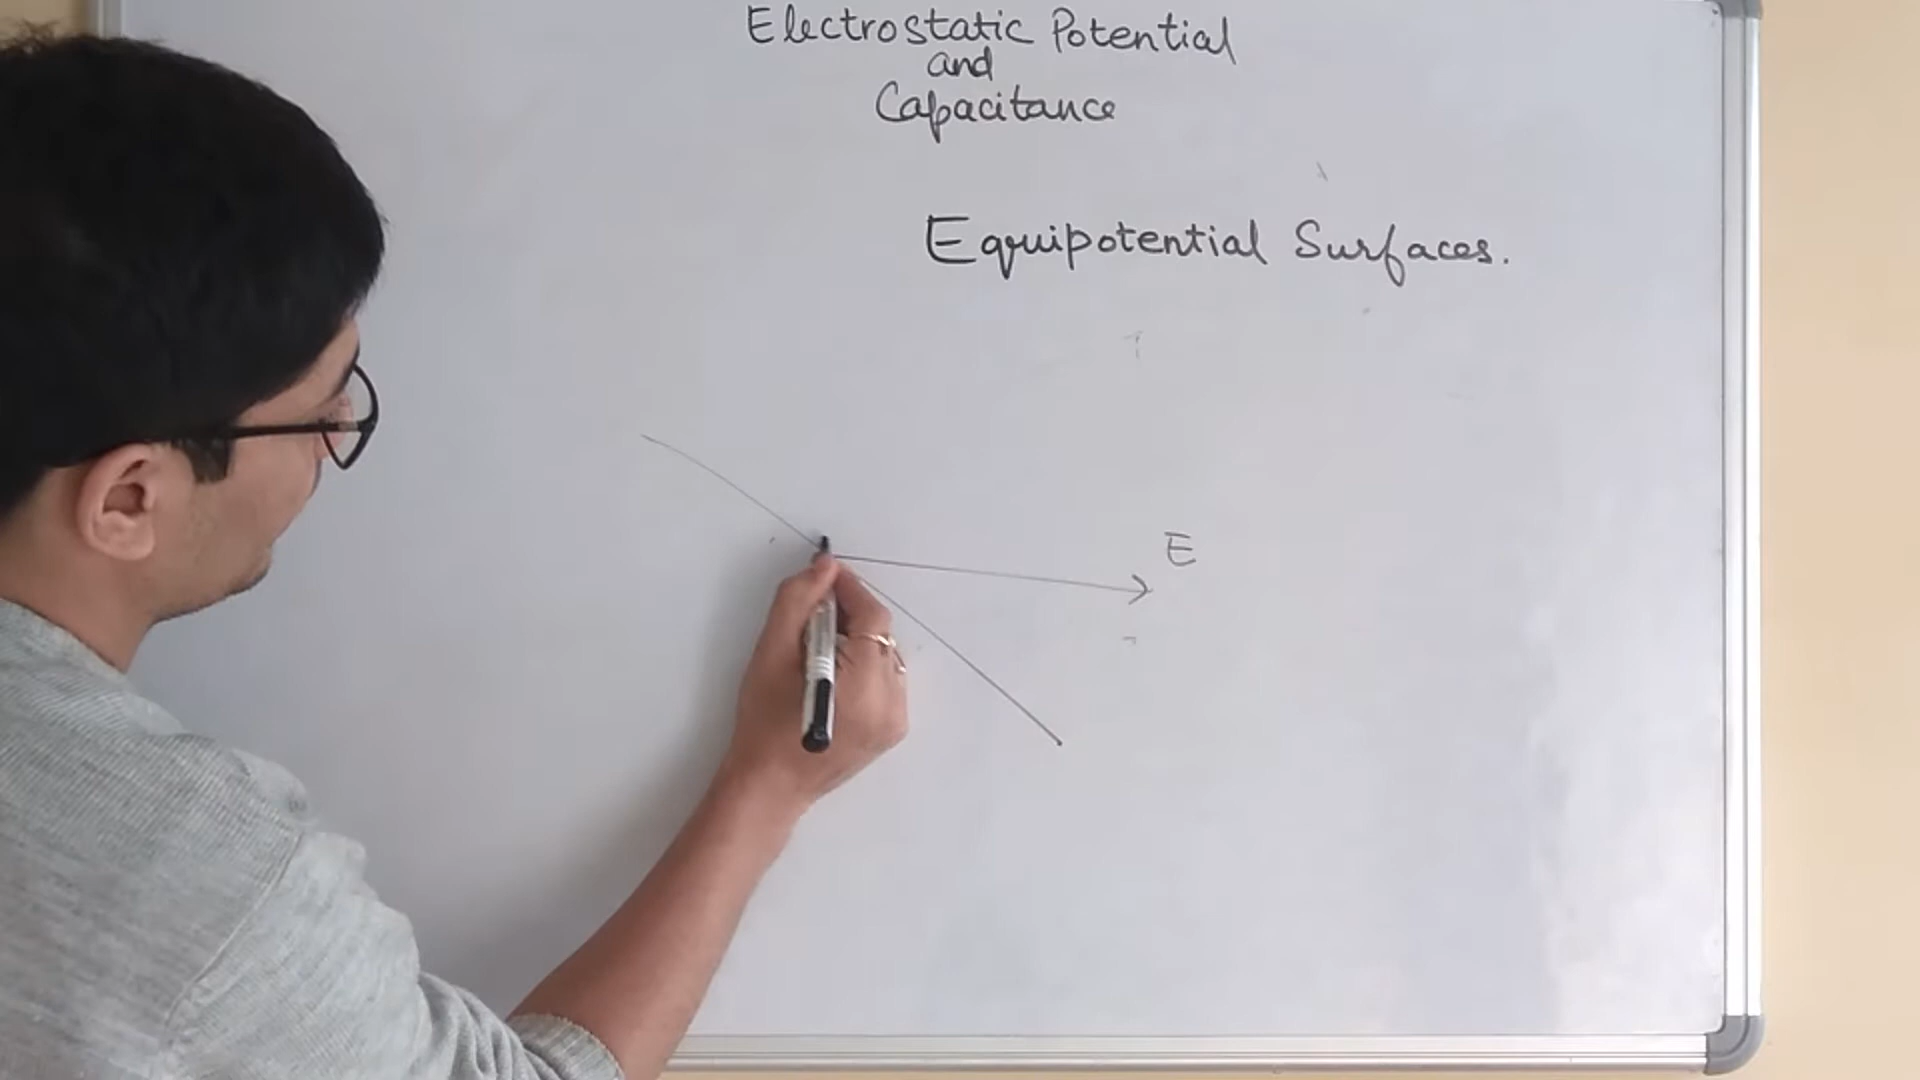 Electrostatic Potential
and
Capacitance
Equipotential Surfaces.
E